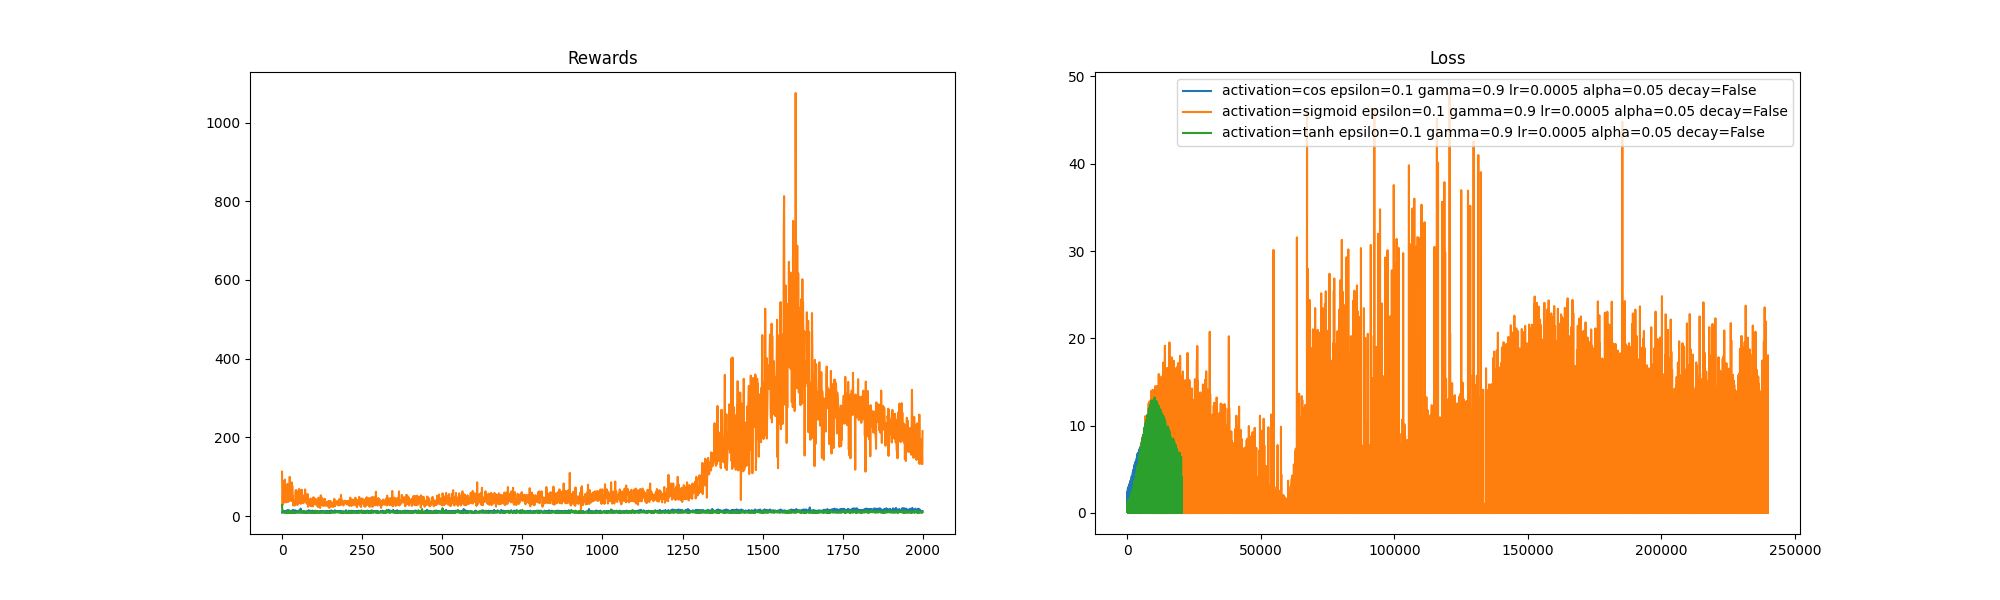 Rewards
1000
800
600
400
200
0
0 250 500 750 1000 1250 1500 1750 2000
Loss
activation=cos epsilon=0.1 gamma=0.9 lr=0.0005 alpha=0.05 decay=False
activation=sigmoid epsilon=0.1 gamma=0.9 lr=0.0005 alpha=0.05 decay=False
activation=tanh epsilon=0.1 gamma=0.9 lr=0.0005 alpha=0.05 decay=False
50
40
30
20
10
0
0 50000 100000 150000 200000 250000